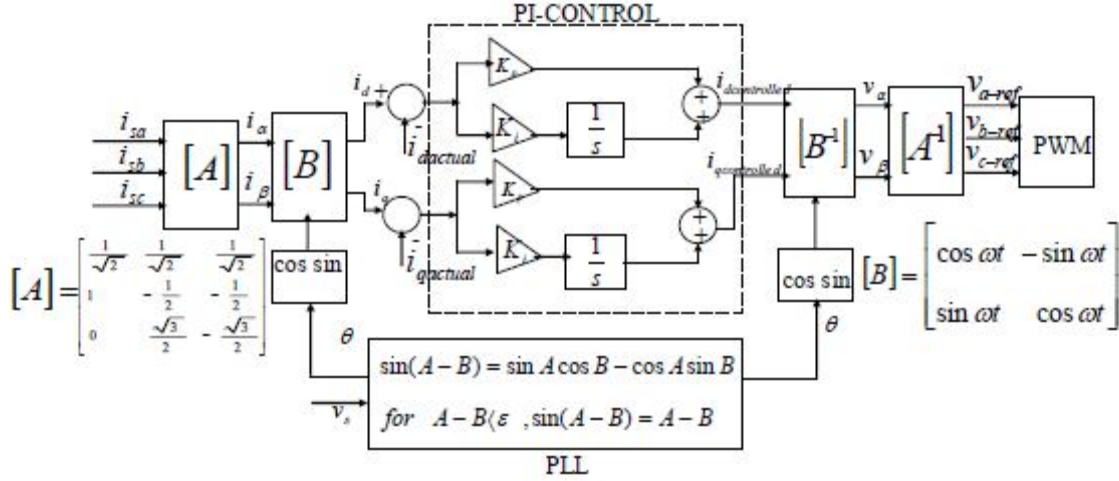 PI-CONTROL
K_p
i_d + i_dcontrolled v_α v_a-ref
i_sa i_α K_i 1/s + +
i_sb [A] [B] - i_dactual [B^-1] [A^-1] v_b-ref PWM
i_sc i_β i_q K_p i_qcontrolled v_β v_c-ref
- i_qactual K_i 1/s + +
[A] = [ 1/√2 1/√2 1/√2
1 - 1/2 - 1/2
0 √3/2 - √3/2 ]
cos sin
cos sin
[B] = [ cos ωt - sin ωt
sin ωt cos ωt ]
θ θ
sin(A - B) = sin A cos B - cos A sin B
v_s for A - B⟨ε , sin(A - B) = A - B
PLL